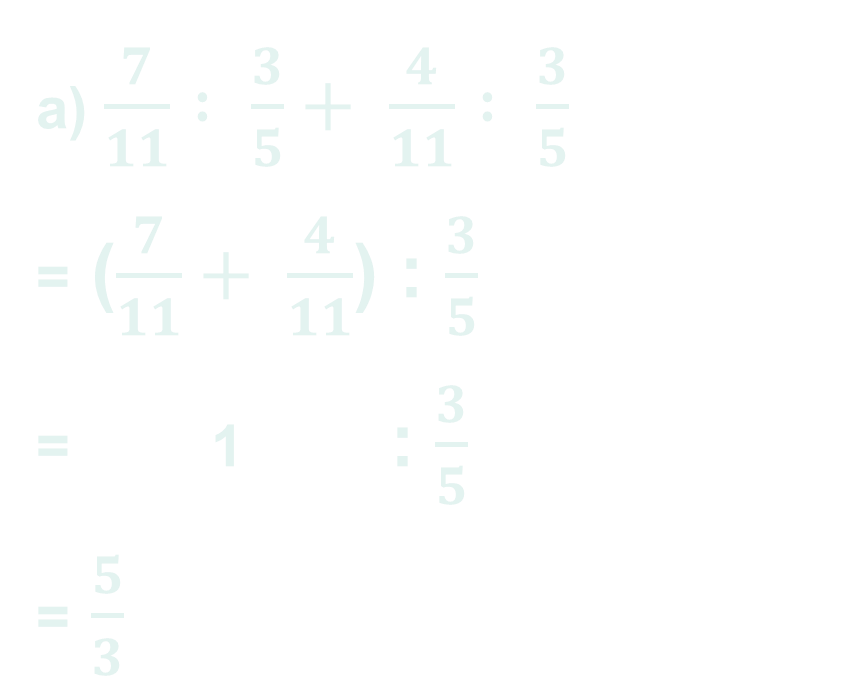 a) 7/11 : 3/5 + 4/11 : 3/5
= (7/11 + 4/11) : 3/5
= 1 : 3/5
= 5/3